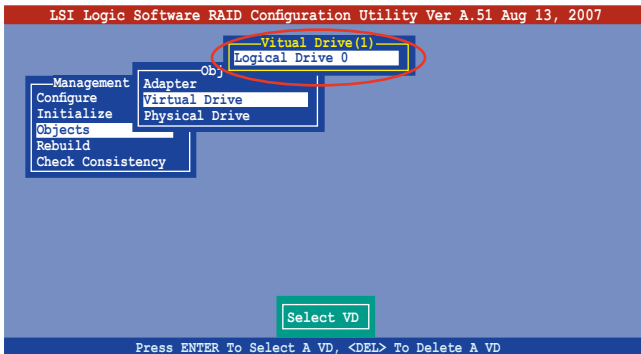 LSI Logic Software RAID Configuration Utility Ver A.51 Aug 13, 2007
Vitual Drive(1)
Logical Drive 0
Obj
Adapter
Virtual Drive
Physical Drive
Management
Configure
Initialize
Objects
Rebuild
Check Consistency
Select VD
Press ENTER To Select A VD, <DEL> To Delete A VD